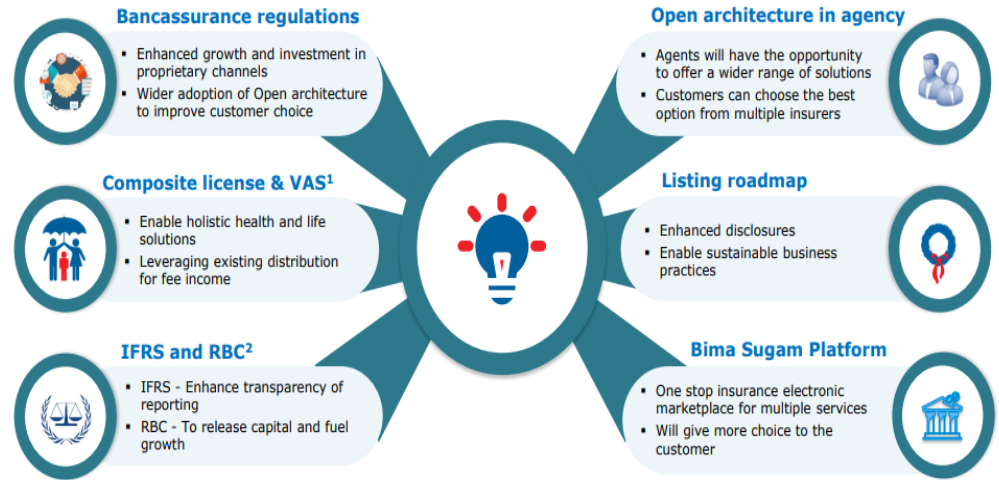 Bancassurance regulations
▪ Enhanced growth and investment in
proprietary channels
▪ Wider adoption of Open architecture
to improve customer choice
Composite license & VAS¹
▪ Enable holistic health and life
solutions
▪ Leveraging existing distribution
for fee income
IFRS and RBC²
▪ IFRS - Enhance transparency of
reporting
▪ RBC - To release capital and fuel
growth
Open architecture in agency
▪ Agents will have the opportunity
to offer a wider range of solutions
▪ Customers can choose the best
option from multiple insurers
Listing roadmap
▪ Enhanced disclosures
▪ Enable sustainable business
practices
Bima Sugam Platform
▪ One stop insurance electronic
marketplace for multiple services
▪ Will give more choice to the
customer